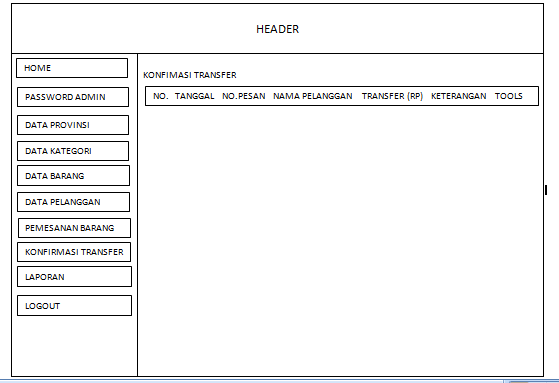 HEADER
HOME
PASSWORD ADMIN
DATA PROVINSI
DATA KATEGORI
DATA BARANG
DATA PELANGGAN
PEMESANAN BARANG
KONFIRMASI TRANSFER
LAPORAN
LOGOUT
KONFIMASI TRANSFER
NO. TANGGAL NO.PESAN NAMA PELANGGAN TRANSFER (RP) KETERANGAN TOOLS